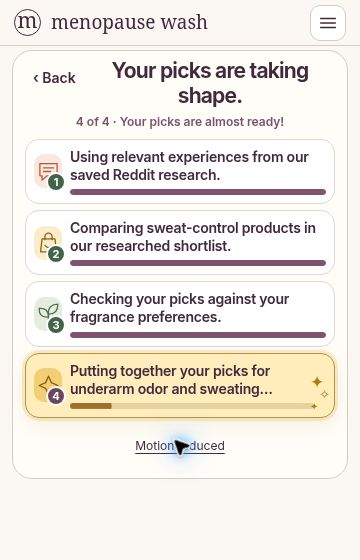 m menopause wash
‹ Back
Your picks are taking
shape.
4 of 4 · Your picks are almost ready!
Using relevant experiences from our
saved Reddit research.
1
Comparing sweat-control products in
our researched shortlist.
2
Checking your picks against your
fragrance preferences.
3
Putting together your picks for
underarm odor and sweating...
4
Motion